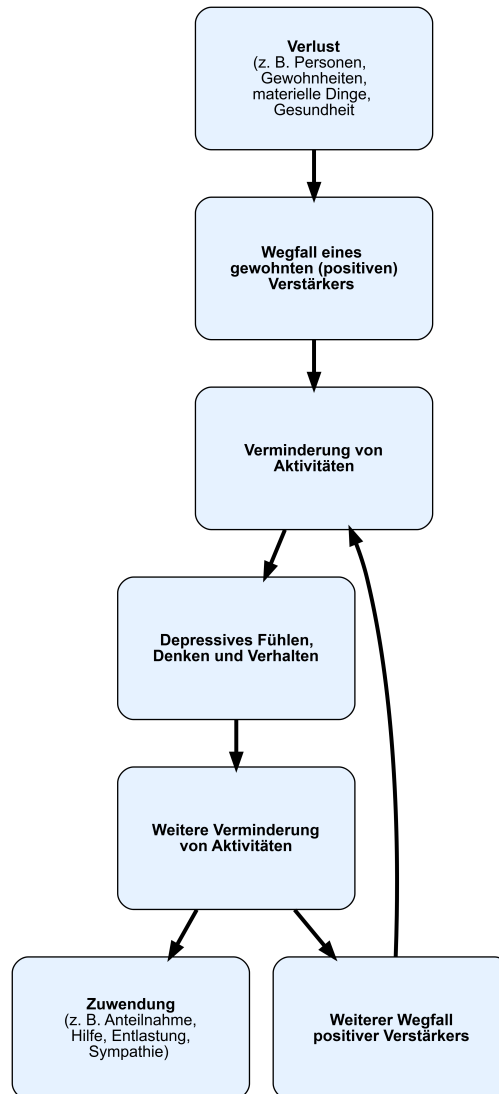 Verlust
(z. B. Personen,
Gewohnheiten,
materielle Dinge,
Gesundheit
Wegfall eines
gewohnten (positiven)
Verstärkers
Verminderung von
Aktivitäten
Depressives Fühlen,
Denken und Verhalten
Weitere Verminderung
von Aktivitäten
Zuwendung
(z. B. Anteilnahme,
Hilfe, Entlastung,
Sympathie)
Weiterer Wegfall
positiver Verstärkers